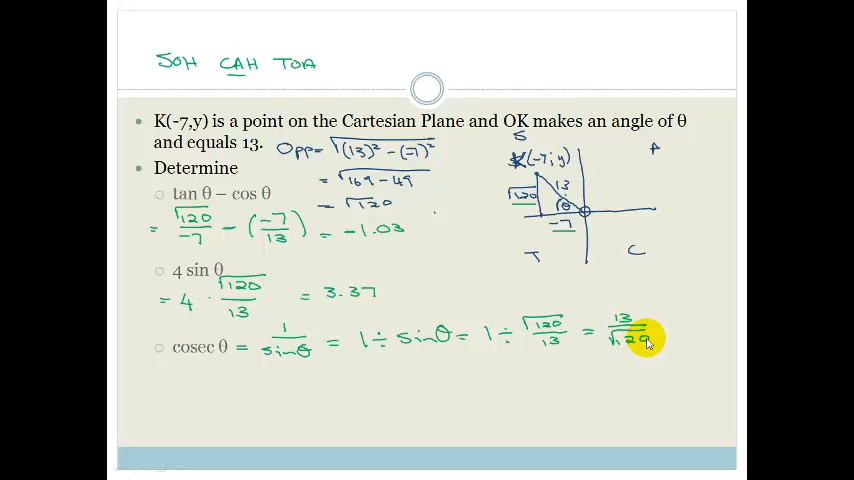 SOH CAH TOA
K(-7,y) is a point on the Cartesian Plane and OK makes an angle of θ
and equals 13.
Opp = √((13)² - (-7)²)
= √(169 - 49)
= √120
S
A
K(-7;y)
13
√120
θ
-7
T
C
Determine
tan θ – cos θ
= √120/-7 - (-7/13) = -1.03
4 sin θ
= 4 · √120/13 = 3.37
cosec θ = 1/sinθ = 1 ÷ sinθ = 1 ÷ √120/13 = 13/√120